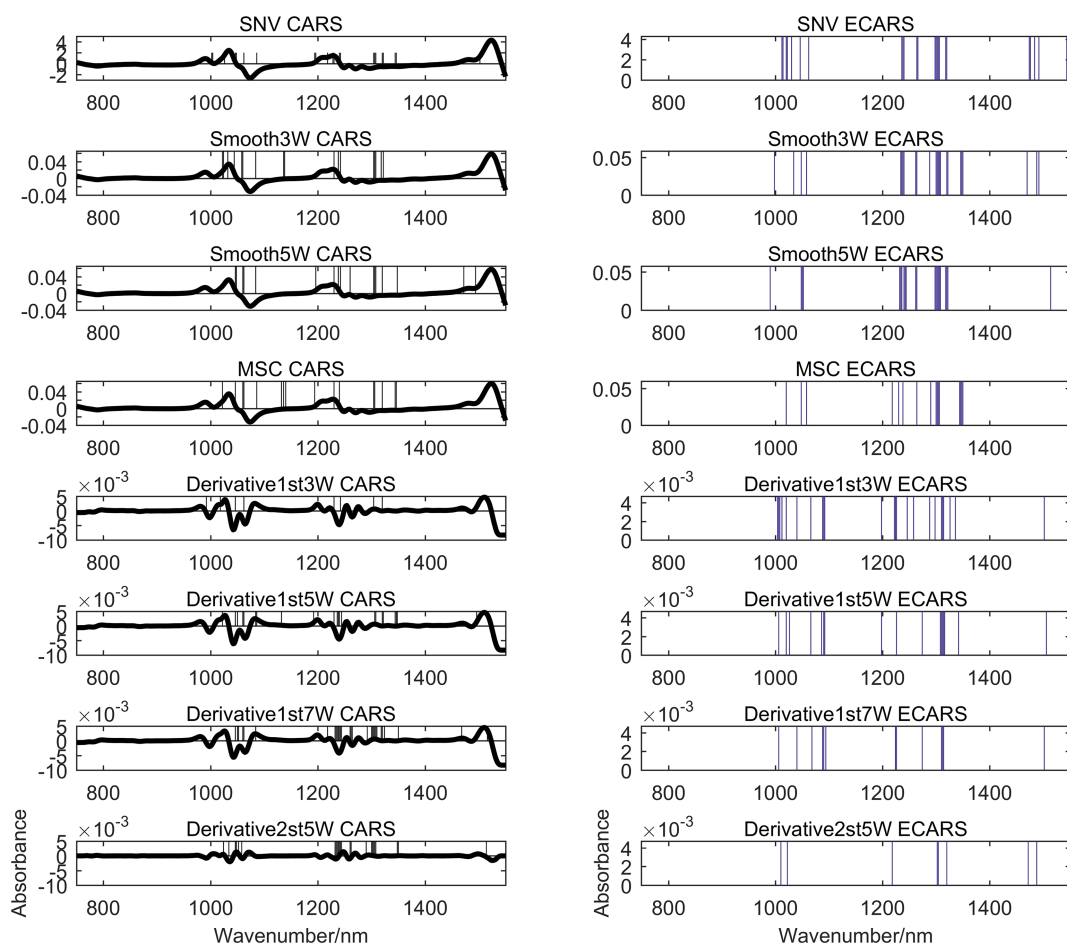 SNV CARS
4
2
0
-2
800 1000 1200 1400
SNV ECARS
4
2
0
800 1000 1200 1400
Smooth3W CARS
0.04
0
-0.04
800 1000 1200 1400
Smooth3W ECARS
0.05
0
800 1000 1200 1400
Smooth5W CARS
0.04
0
-0.04
800 1000 1200 1400
Smooth5W ECARS
0.05
0
800 1000 1200 1400
MSC CARS
0.04
0
-0.04
800 1000 1200 1400
MSC ECARS
0.05
0
800 1000 1200 1400
×10⁻³ Derivative1st3W CARS
5
0
-5
-10
800 1000 1200 1400
×10⁻³ Derivative1st3W ECARS
4
2
0
800 1000 1200 1400
×10⁻³ Derivative1st5W CARS
5
0
-5
-10
800 1000 1200 1400
×10⁻³ Derivative1st5W ECARS
4
2
0
800 1000 1200 1400
×10⁻³ Derivative1st7W CARS
5
0
-5
-10
800 1000 1200 1400
×10⁻³ Derivative1st7W ECARS
4
2
0
800 1000 1200 1400
×10⁻³ Derivative2st5W CARS
5
0
-5
-10
800 1000 1200 1400
Absorbance
Wavenumber/nm
×10⁻³ Derivative2st5W ECARS
4
2
0
800 1000 1200 1400
Absorbance
Wavenumber/nm